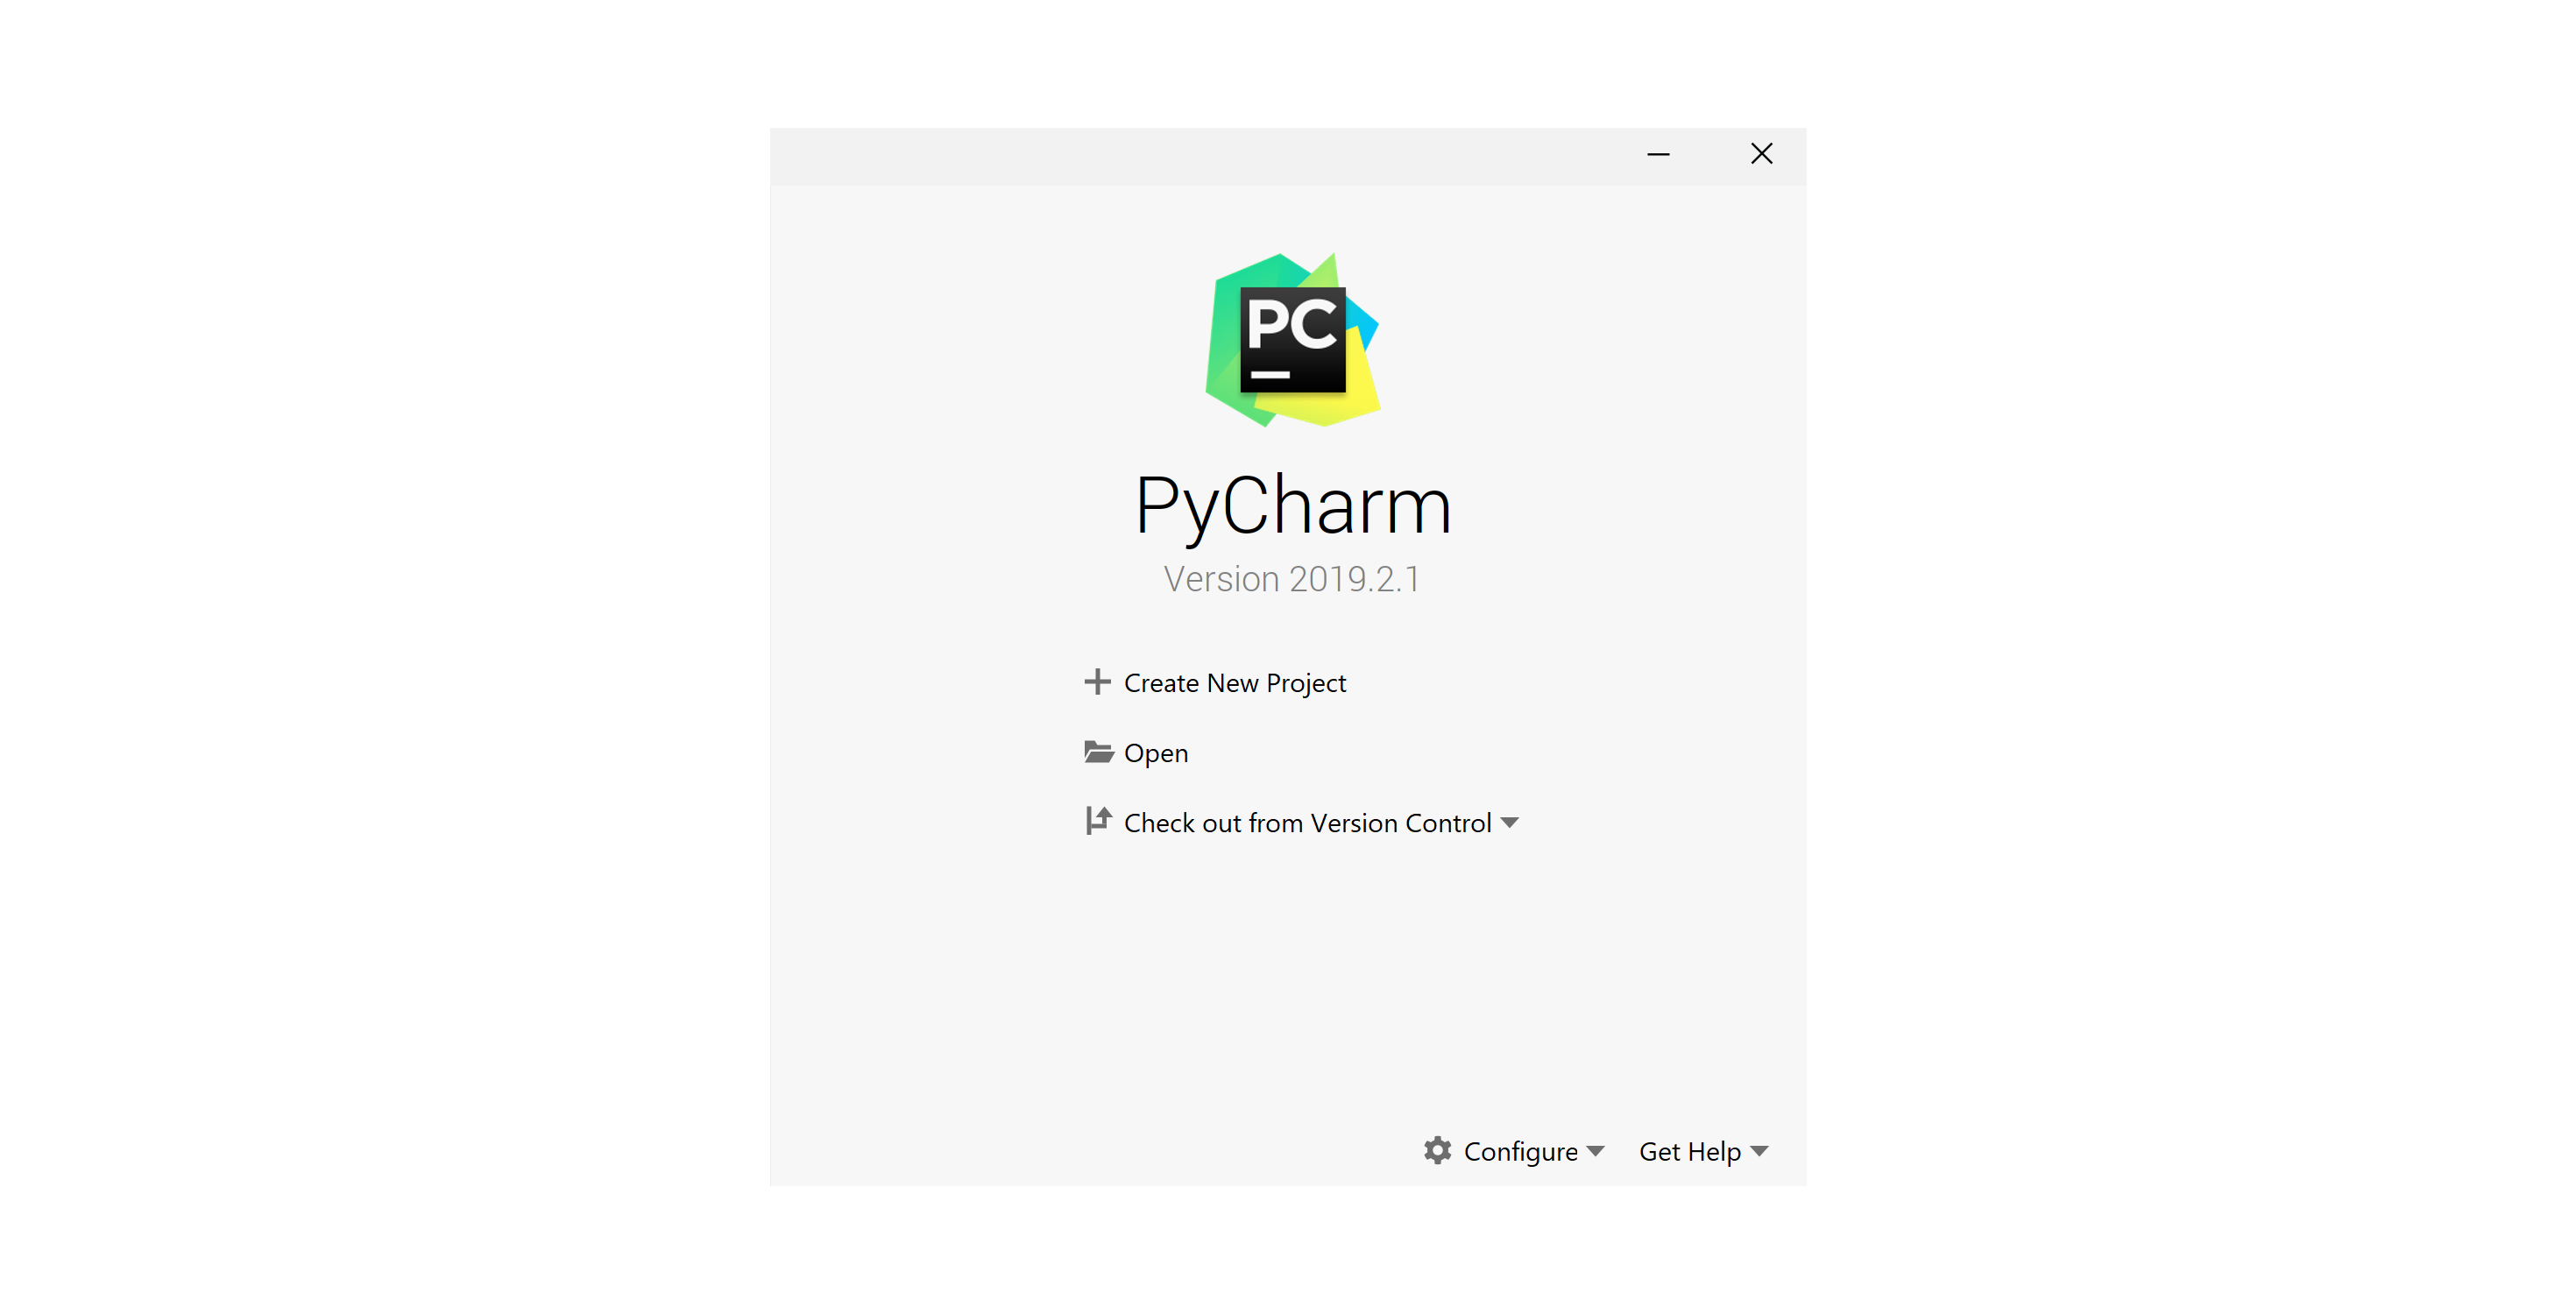 PC
PyCharm
Version 2019.2.1
Create New Project
Open
Check out from Version Control
Configure
Get Help